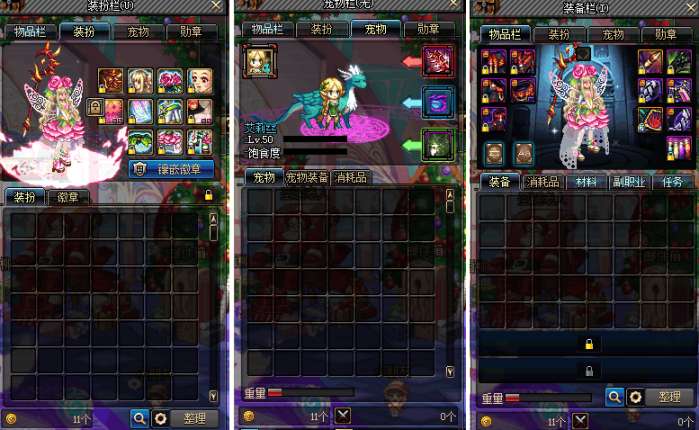 装扮栏(U)
物品栏 装扮 宠物 勋章
镶嵌徽章
装扮 徽章
11个
整理
宠物栏
物品栏 装扮 宠物 勋章
艾莉丝
Lv.50
饱食度
宠物 宠物装备 消耗品
重量
11个 0个
装备栏(I)
物品栏 装扮 宠物 勋章
装备 消耗品 材料 副职业 任务
重量
整理
11个 0个